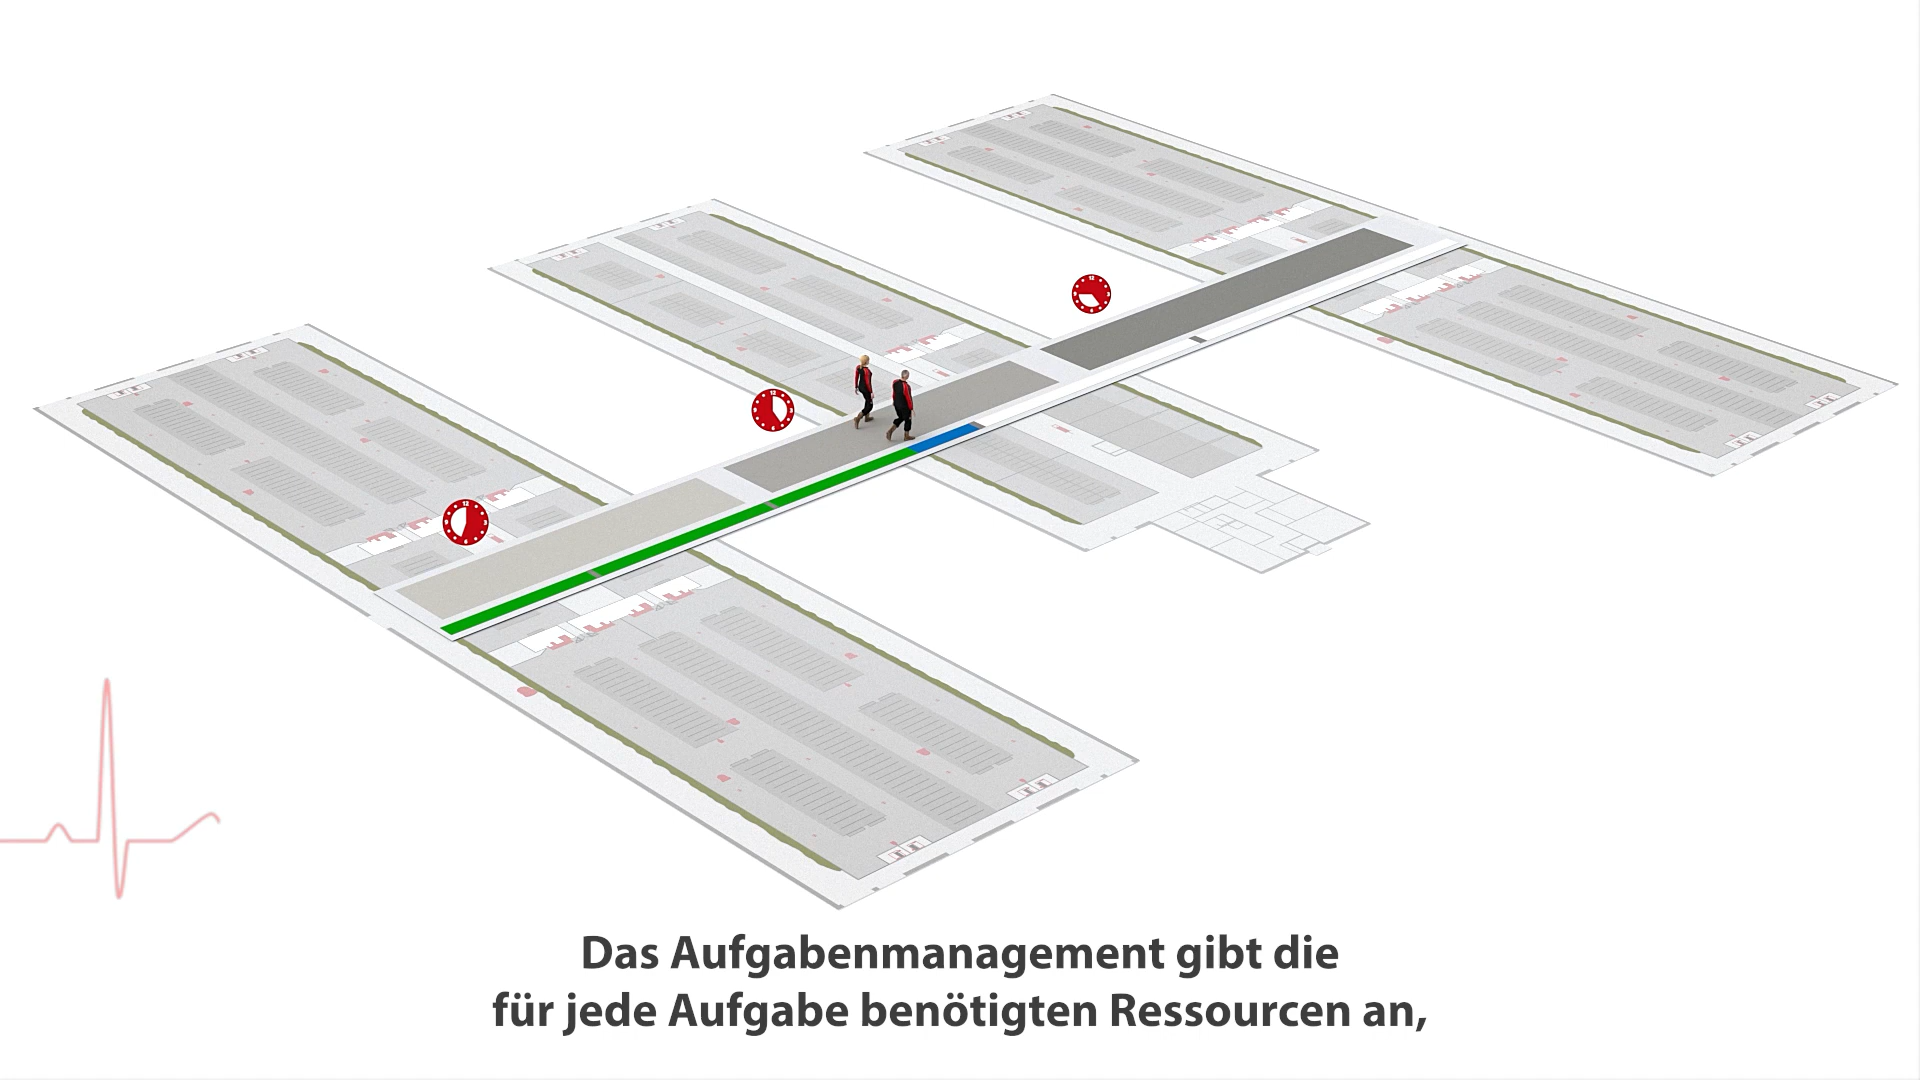 Das Aufgabenmanagement gibt die
für jede Aufgabe benötigten Ressourcen an,